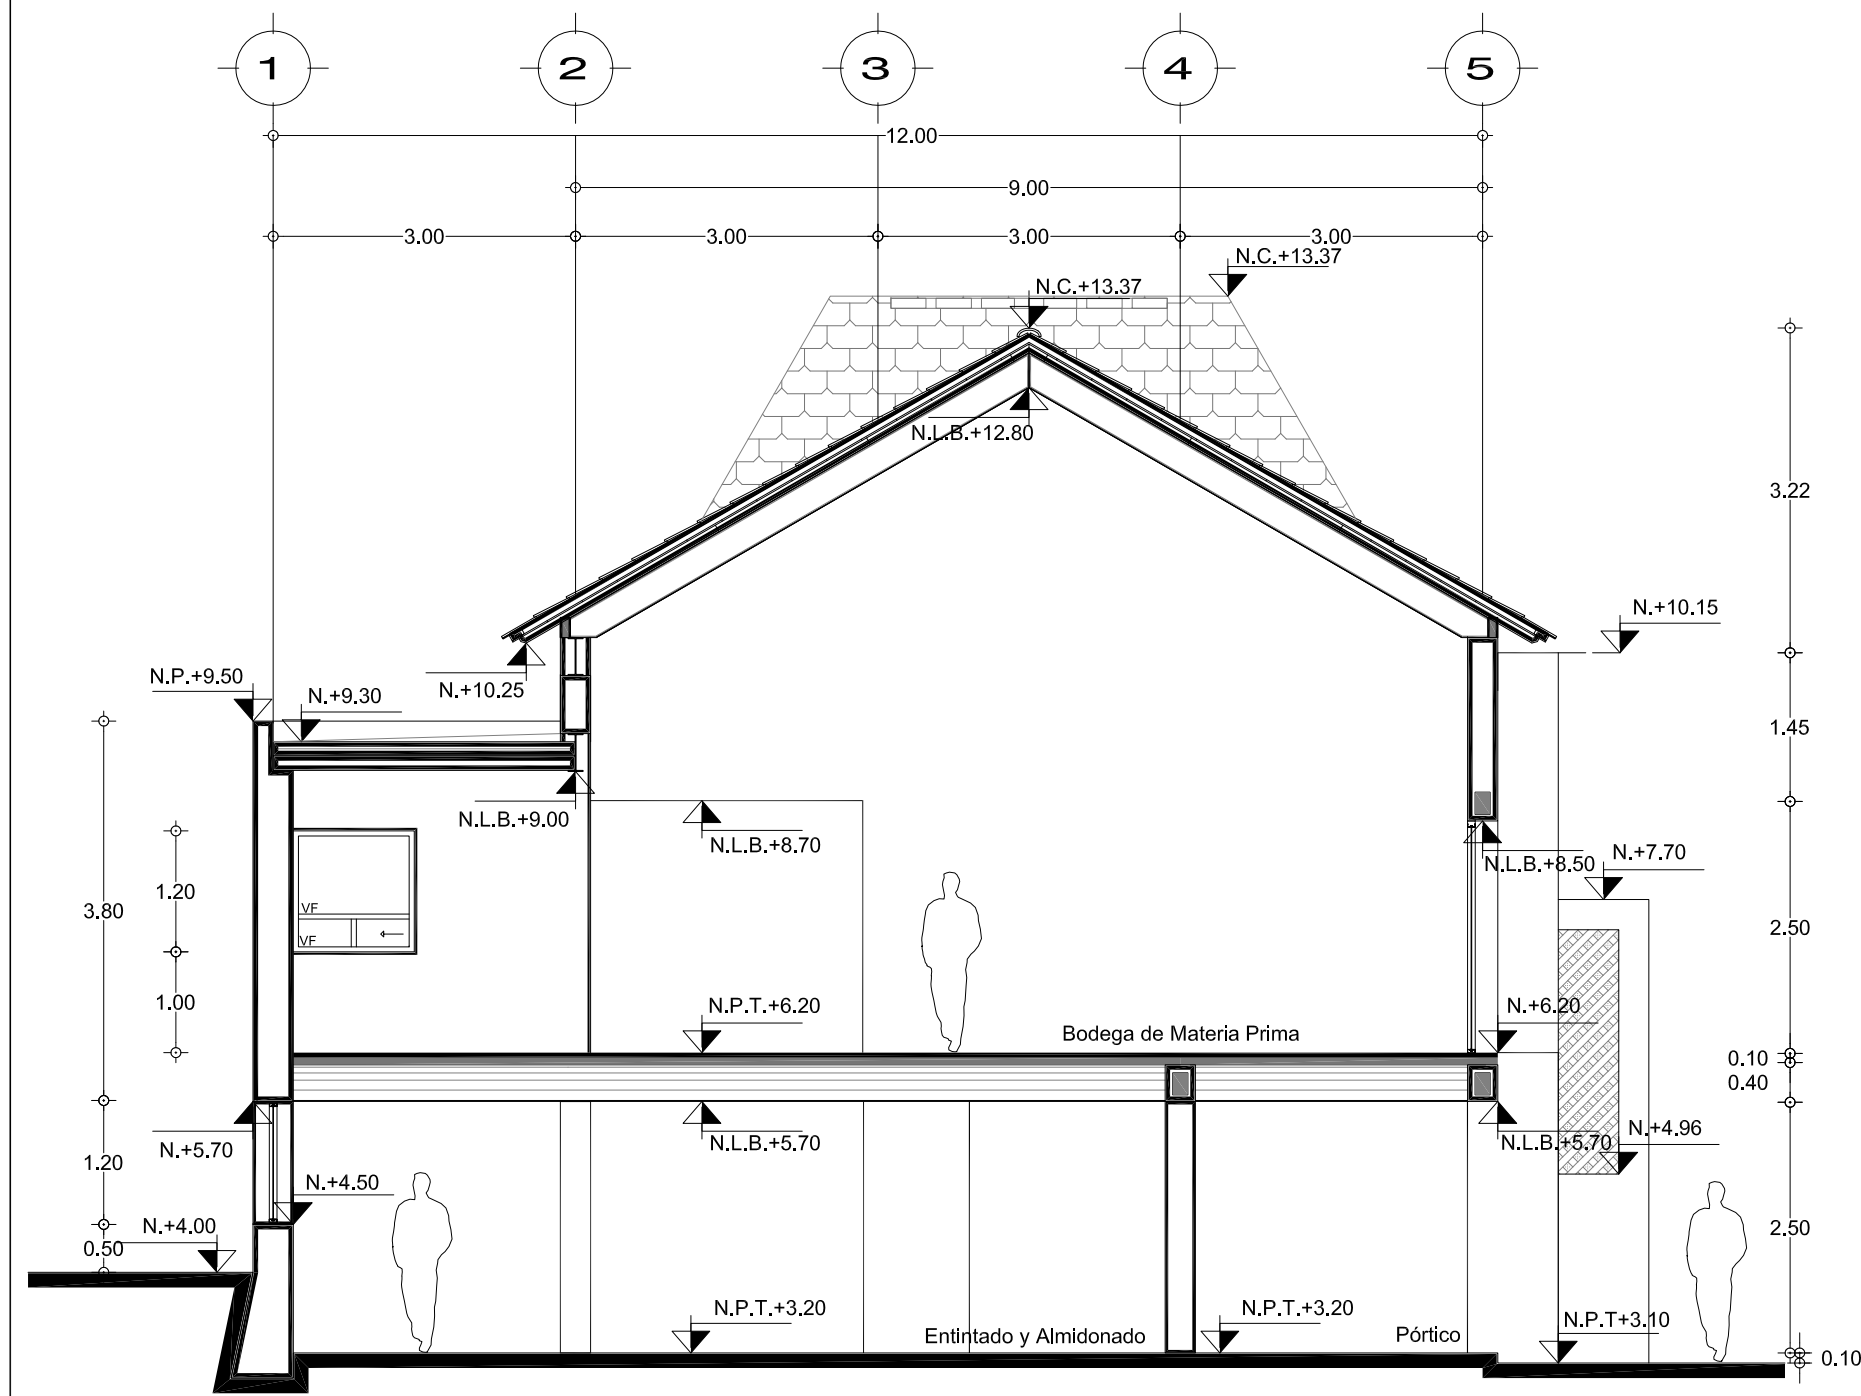 1 2 3 4 5
12.00
9.00
3.00 3.00 3.00 3.00
N.C.+13.37
N.C.+13.37
N.L.B.+12.80
3.22
N.+10.15
N.P.+9.50
N.+9.30
N.+10.25
1.45
N.L.B.+9.00
N.L.B.+8.70
N.L.B.+8.50
N.+7.70
1.20
3.80
VF
VF
2.50
1.00
N.P.T.+6.20
N.+6.20
Bodega de Materia Prima
0.10
0.40
N.+5.70
N.L.B.+5.70
N.L.B.+5.70
N.+4.96
1.20
N.+4.50
N.+4.00
0.50
2.50
N.P.T.+3.20
N.P.T.+3.20
N.P.T+3.10
Entintado y Almidonado
Pórtico
0.10